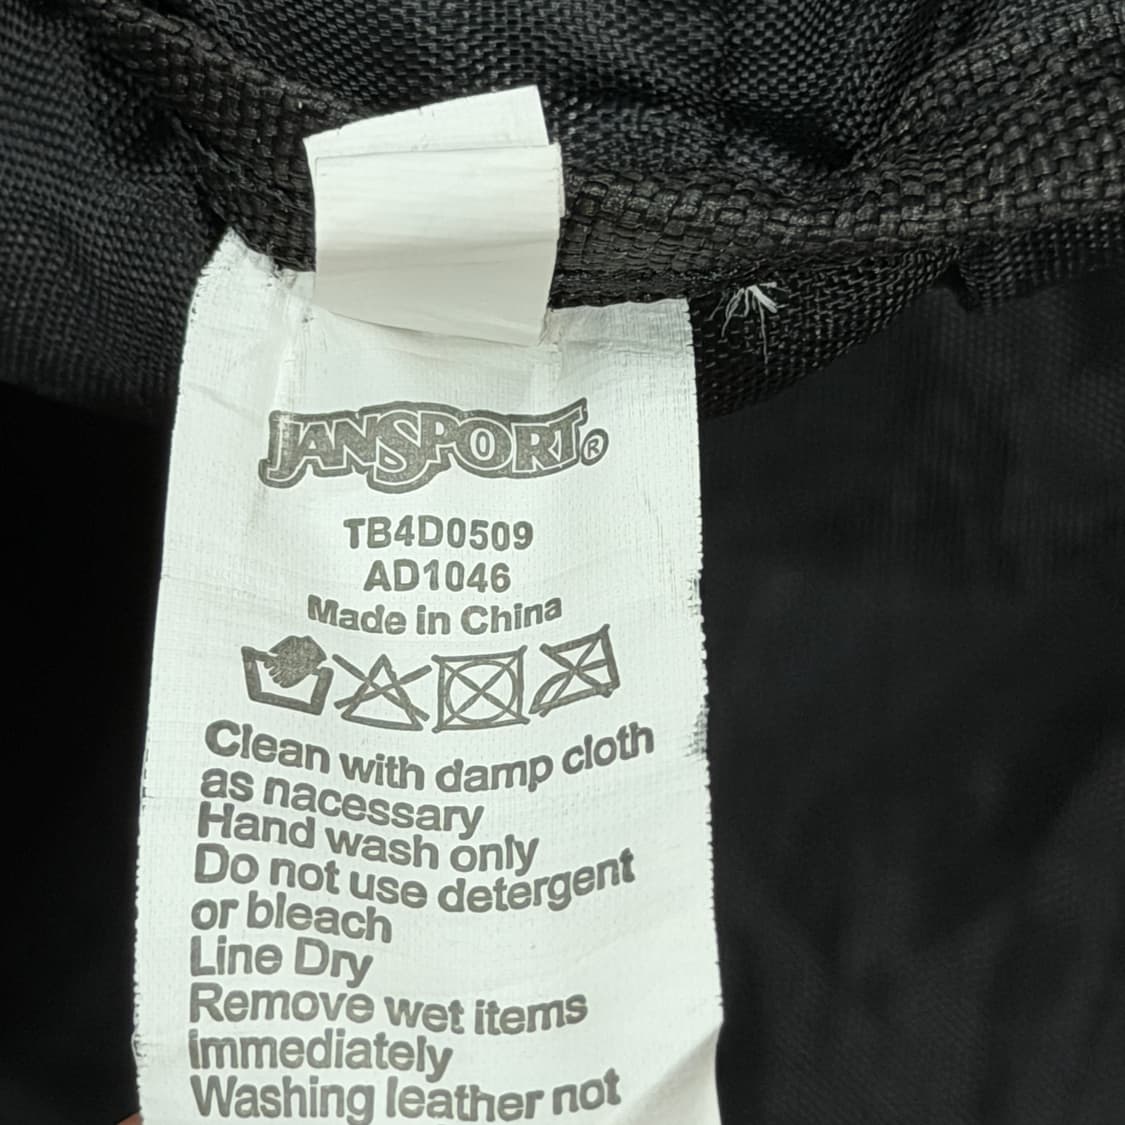 JANSPORT®
TB4D0509
AD1046
Made in China
Clean with damp cloth
as nacessary
Hand wash only
Do not use detergent
or bleach
Line Dry
Remove wet items
immediately
Washing leather not